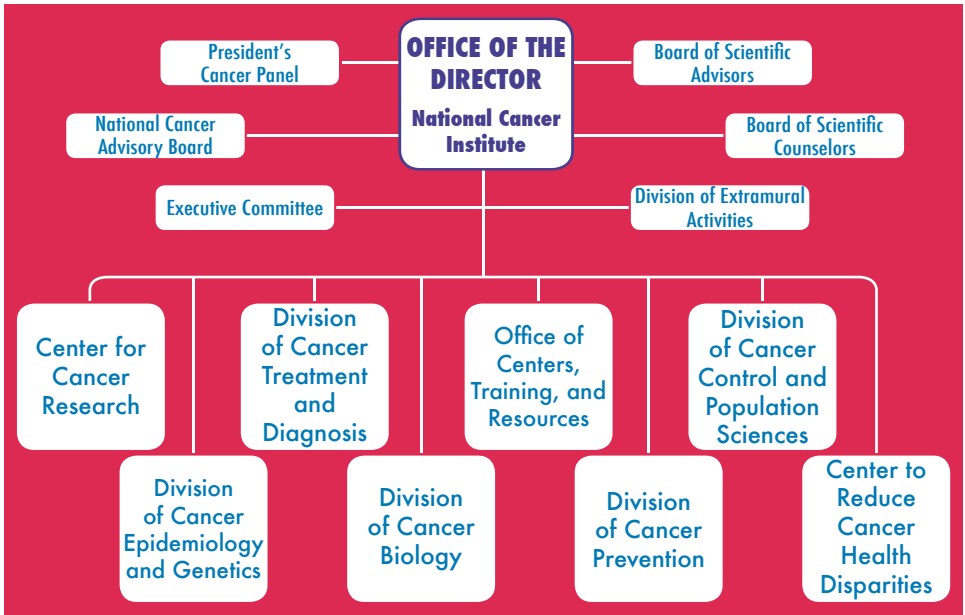 OFFICE OF THE
DIRECTOR
National Cancer
Institute
President's
Cancer Panel
Board of Scientific
Advisors
National Cancer
Advisory Board
Board of Scientific
Counselors
Executive Committee
Division of Extramural
Activities
Center for
Cancer
Research
Division
of Cancer
Epidemiology
and Genetics
Division
of Cancer
Treatment
and
Diagnosis
Division
of Cancer
Biology
Office of
Centers,
Training, and
Resources
Division
of Cancer
Prevention
Division
of Cancer
Control and
Population
Sciences
Center to
Reduce
Cancer
Health
Disparities